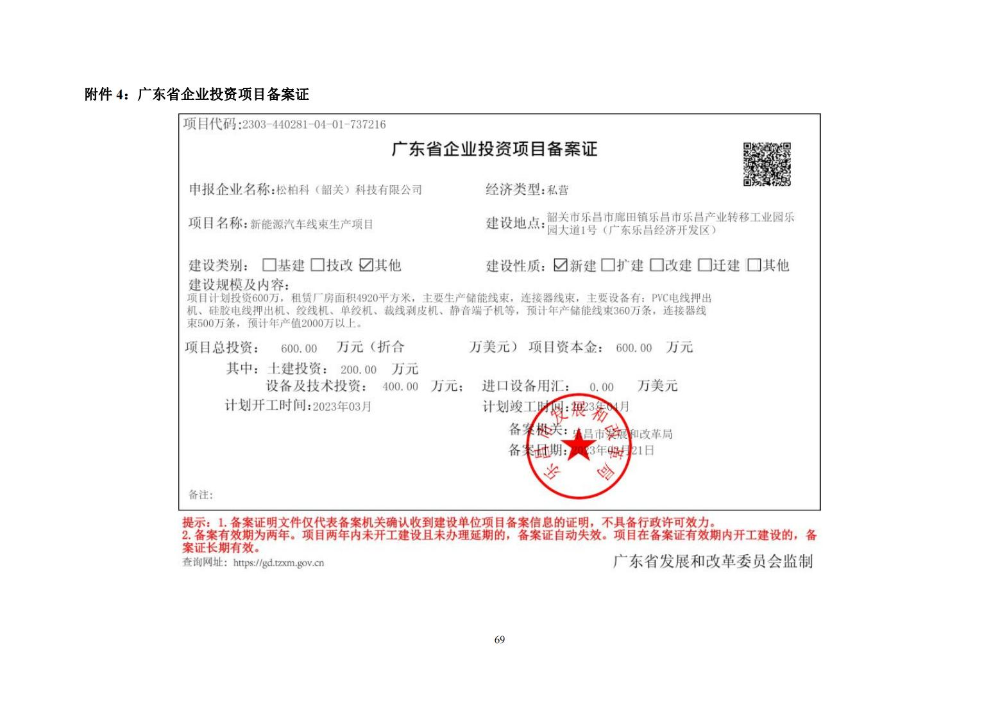 附件 4：广东省企业投资项目备案证
项目代码:2303-440281-04-01-737216
广东省企业投资项目备案证
申报企业名称:松柏科（韶关）科技有限公司 经济类型:私营
项目名称:新能源汽车线束生产项目 建设地点:韶关市乐昌市廊田镇乐昌市乐昌产业转移工业园乐
园大道1号（广东乐昌经济开发区）
建设类别：☐基建 ☐技改 ☑其他 建设性质：☑新建 ☐扩建 ☐改建 ☐迁建 ☐其他
建设规模及内容：
项目计划投资600万，租赁厂房面积4920平方米，主要生产储能线束，连接器线束，主要设备有：PVC电线押出
机、硅胶电线押出机、绞线机、单绞机、裁线剥皮机、静音端子机等，预计年产储能线束360万条，连接器线
束500万条，预计年产值2000万以上。
项目总投资： 600.00 万元（折合 万美元） 项目资本金： 600.00 万元
其中：土建投资： 200.00 万元
设备及技术投资： 400.00 万元； 进口设备用汇： 0.00 万美元
计划开工时间:2023年03月 计划竣工时间:2023年04月
备案机关：乐昌市发展和改革局
备案日期：2023年03月21日
乐昌市发展和改革局
备注:
提示：1.备案证明文件仅代表备案机关确认收到建设单位项目备案信息的证明，不具备行政许可效力。
2.备案有效期为两年。项目两年内未开工建设且未办理延期的，备案证自动失效。项目在备案证有效期内开工建设的，备
案证长期有效。
查询网址：https://gd.tzxm.gov.cn
广东省发展和改革委员会监制
69